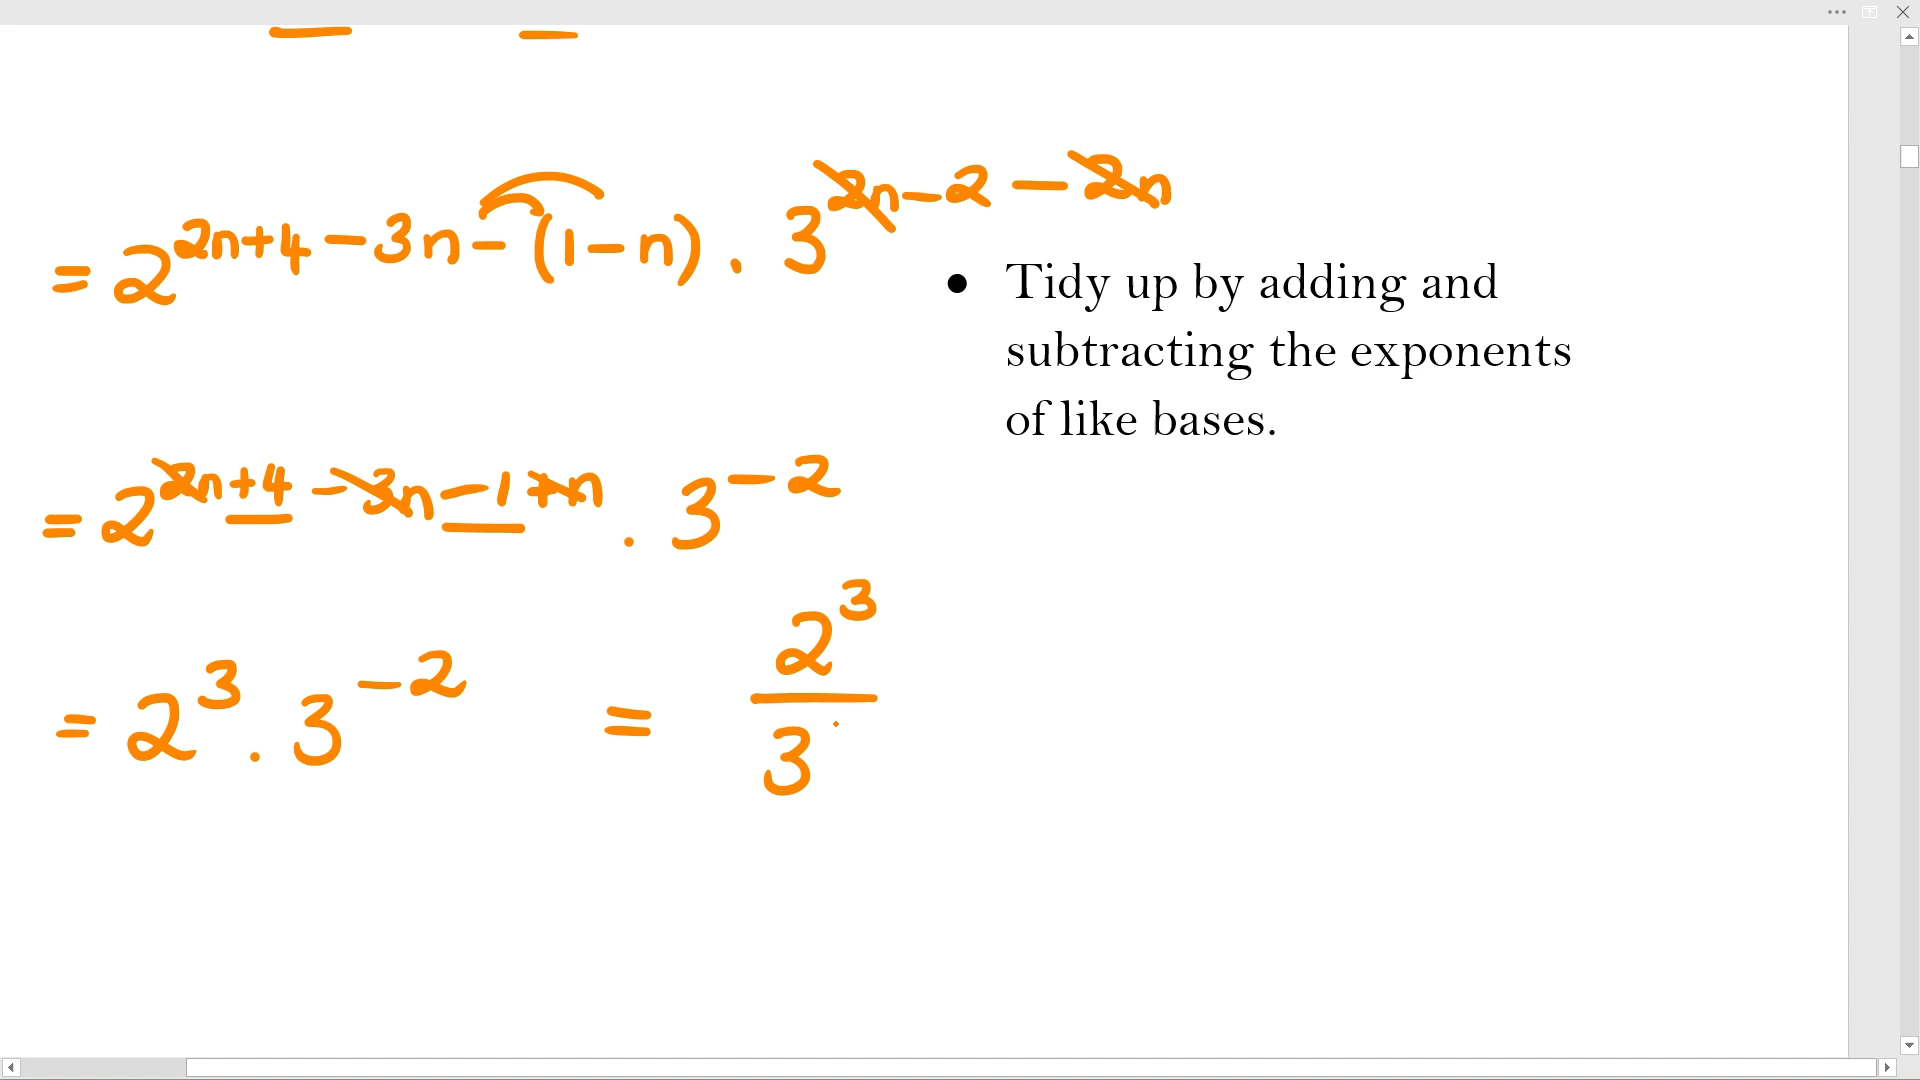 = 2^{2n+4-3n-(1-n)} . 3^{2n-2-2n}
• Tidy up by adding and
subtracting the exponents
of like bases.
= 2^{2n+4-3n-1+n} . 3^{-2}
= 2^3 . 3^{-2} = \frac{2^3}{3}